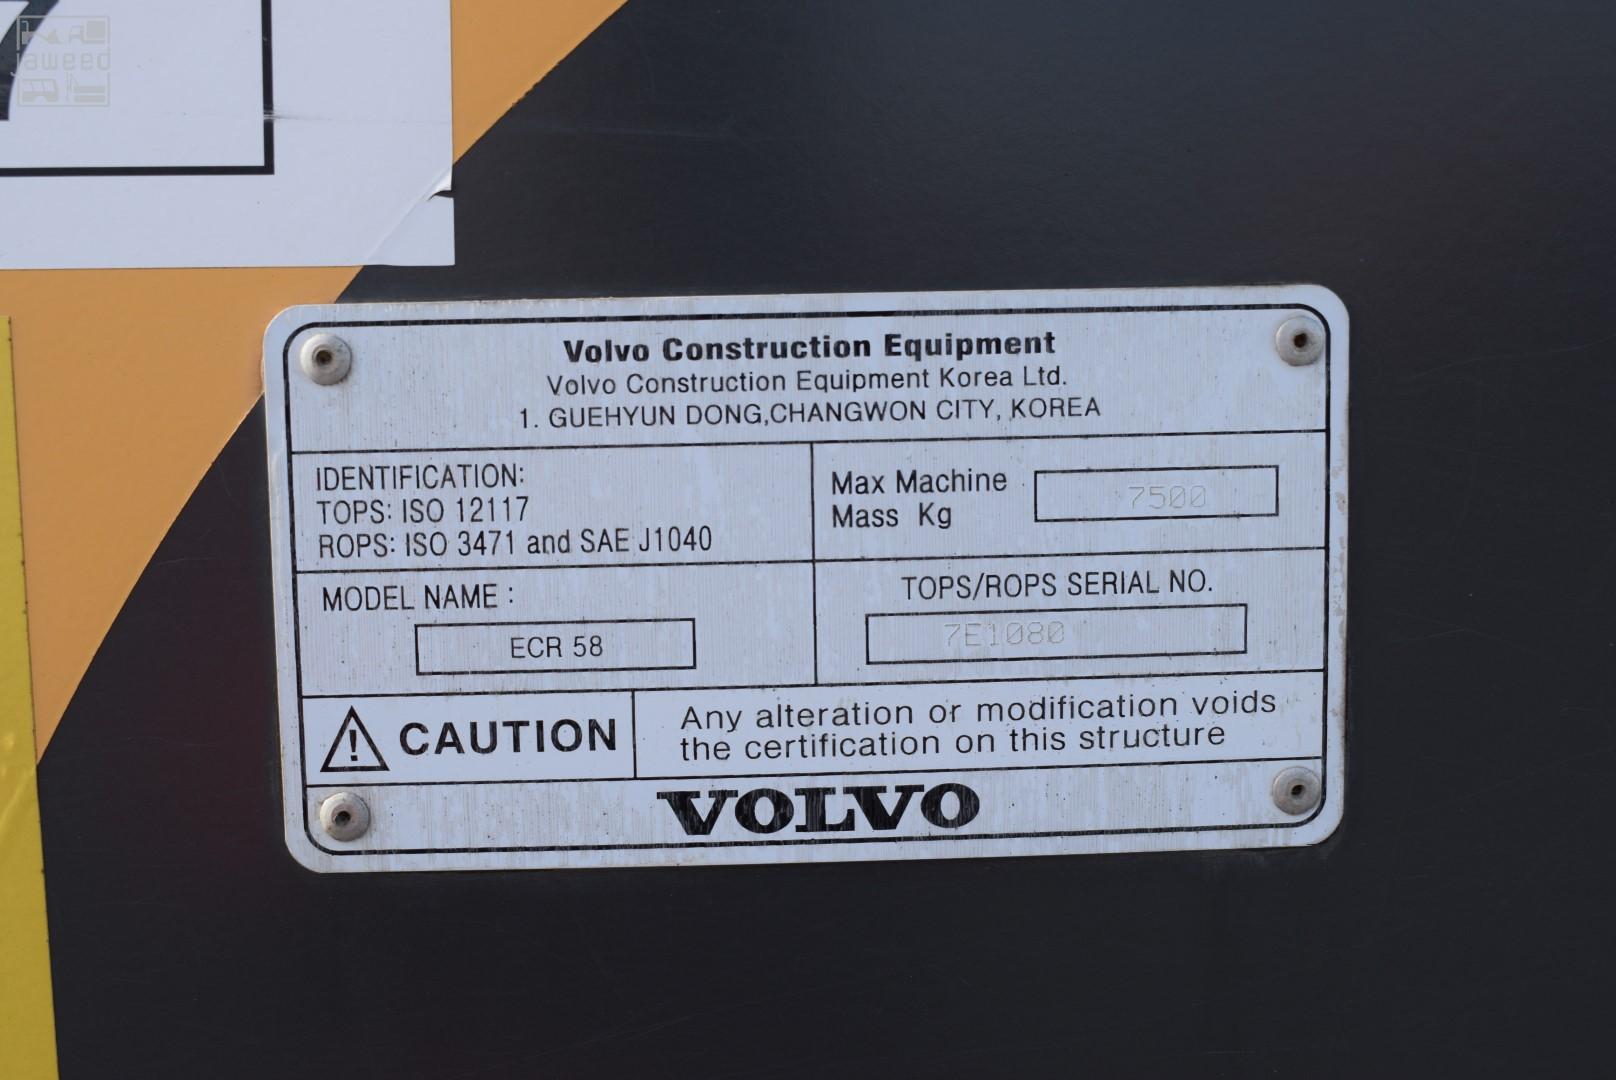 7
jaweed
Volvo Construction Equipment
Volvo Construction Equipment Korea Ltd.
1. GUEHYUN DONG,CHANGWON CITY, KOREA
IDENTIFICATION:
TOPS: ISO 12117
ROPS: ISO 3471 and SAE J1040
Max Machine
Mass Kg
7500
MODEL NAME :
ECR 58
TOPS/ROPS SERIAL NO.
7E1080
CAUTION
Any alteration or modification voids
the certification on this structure
VOLVO